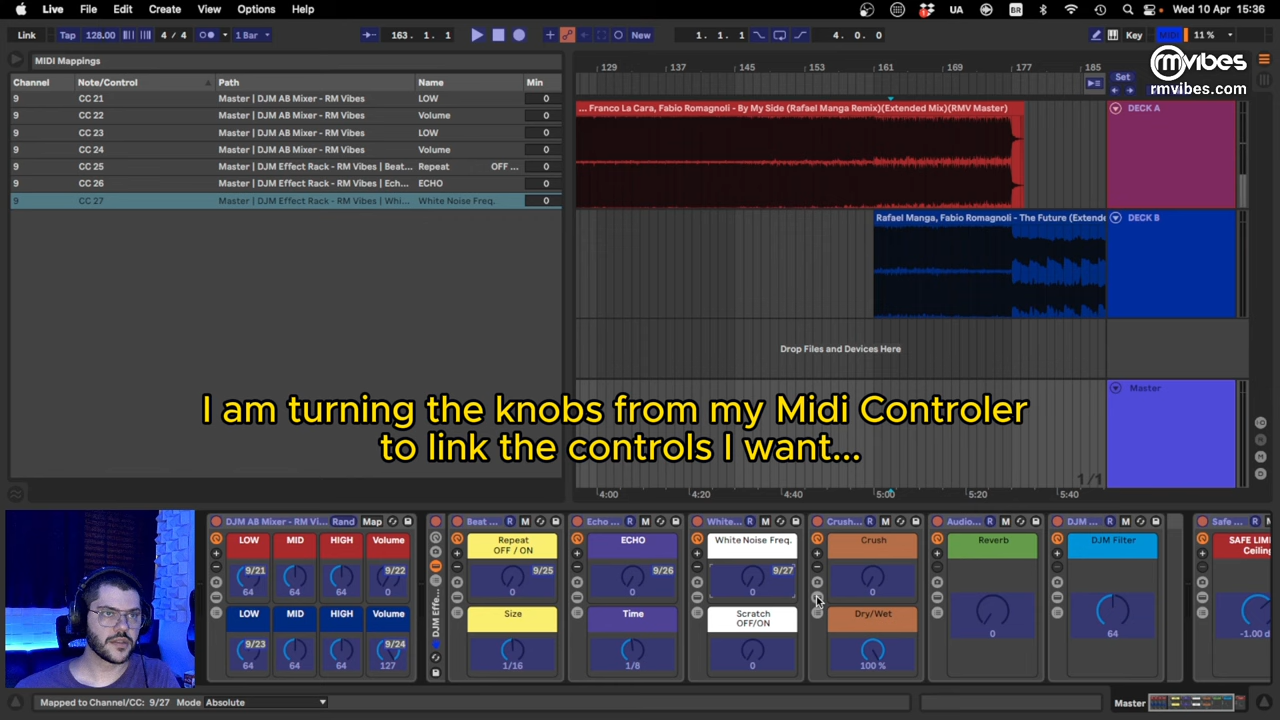 Live File Edit Create View Options Help UA BR Wed 10 Apr 15:36
Link Tap 128.00 4 / 4 1 Bar 163. 1. 1 New 1. 1. 1 4. 0. 0 Key MIDI 11 %
MIDI Mappings
Channel Note/Control Path Name Min
9 CC 21 Master | DJM AB Mixer - RM Vibes LOW 0
9 CC 22 Master | DJM AB Mixer - RM Vibes Volume 0
9 CC 23 Master | DJM AB Mixer - RM Vibes LOW 0
9 CC 24 Master | DJM AB Mixer - RM Vibes Volume 0
9 CC 25 Master | DJM Effect Rack - RM Vibes | Beat... Repeat OFF ...
9 CC 26 Master | DJM Effect Rack - RM Vibes | Ech... ECHO 0
9 CC 27 Master | DJM Effect Rack - RM Vibes | Whi... White Noise Freq. 0
129 137 145 153 161 169 177 185
Set
rmvibes
rmvibes.com
... Franco La Cara, Fabio Romagnoli - By My Side (Rafael Manga Remix)(Extended Mix)(RMV Master)
DECK A
Rafael Manga, Fabio Romagnoli - The Future (Extende
DECK B
Drop Files and Devices Here
Master
I am turning the knobs from my Midi Controler
to link the controls I want...
1/1
4:00 4:20 4:40 5:00 5:20 5:40
DJM AB Mixer - RM Vi... Rand Map
LOW MID HIGH Volume
9/21 9/22
64 64 64 0
LOW MID HIGH Volume
9/23 9/24
64 64 64 127
DJM Effe...
Beat ... R M
Repeat
OFF / ON
9/25
0
Size
1/16
Echo ... R M
ECHO
9/26
0
Time
1/8
White... R M
White Noise Freq.
9/27
0
Scratch
OFF/ON
0
Crush... R M
Crush
0
Dry/Wet
100 %
Audio... R M
Reverb
0
DJM ... R M
DJM Filter
64
Safe ... R M
SAFE LIM
Ceiling
-1.00 d
Mapped to Channel/CC: 9/27 Mode Absolute
Master